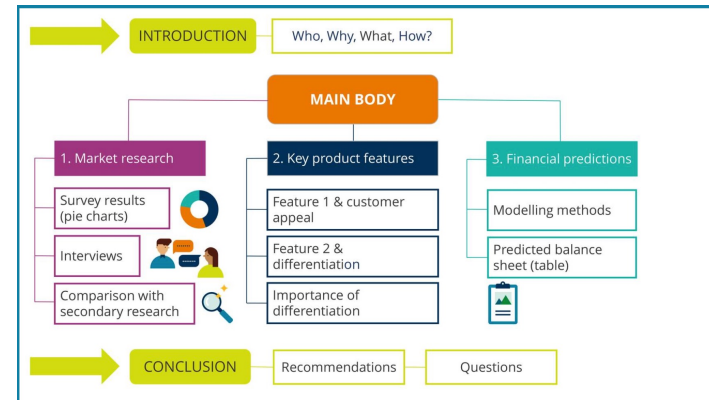 INTRODUCTION
Who, Why, What, How?
MAIN BODY
1. Market research
Survey results
(pie charts)
Interviews
Comparison with
secondary research
2. Key product features
Feature 1 & customer
appeal
Feature 2 &
differentiation
Importance of
differentiation
3. Financial predictions
Modelling methods
Predicted balance
sheet (table)
CONCLUSION
Recommendations
Questions